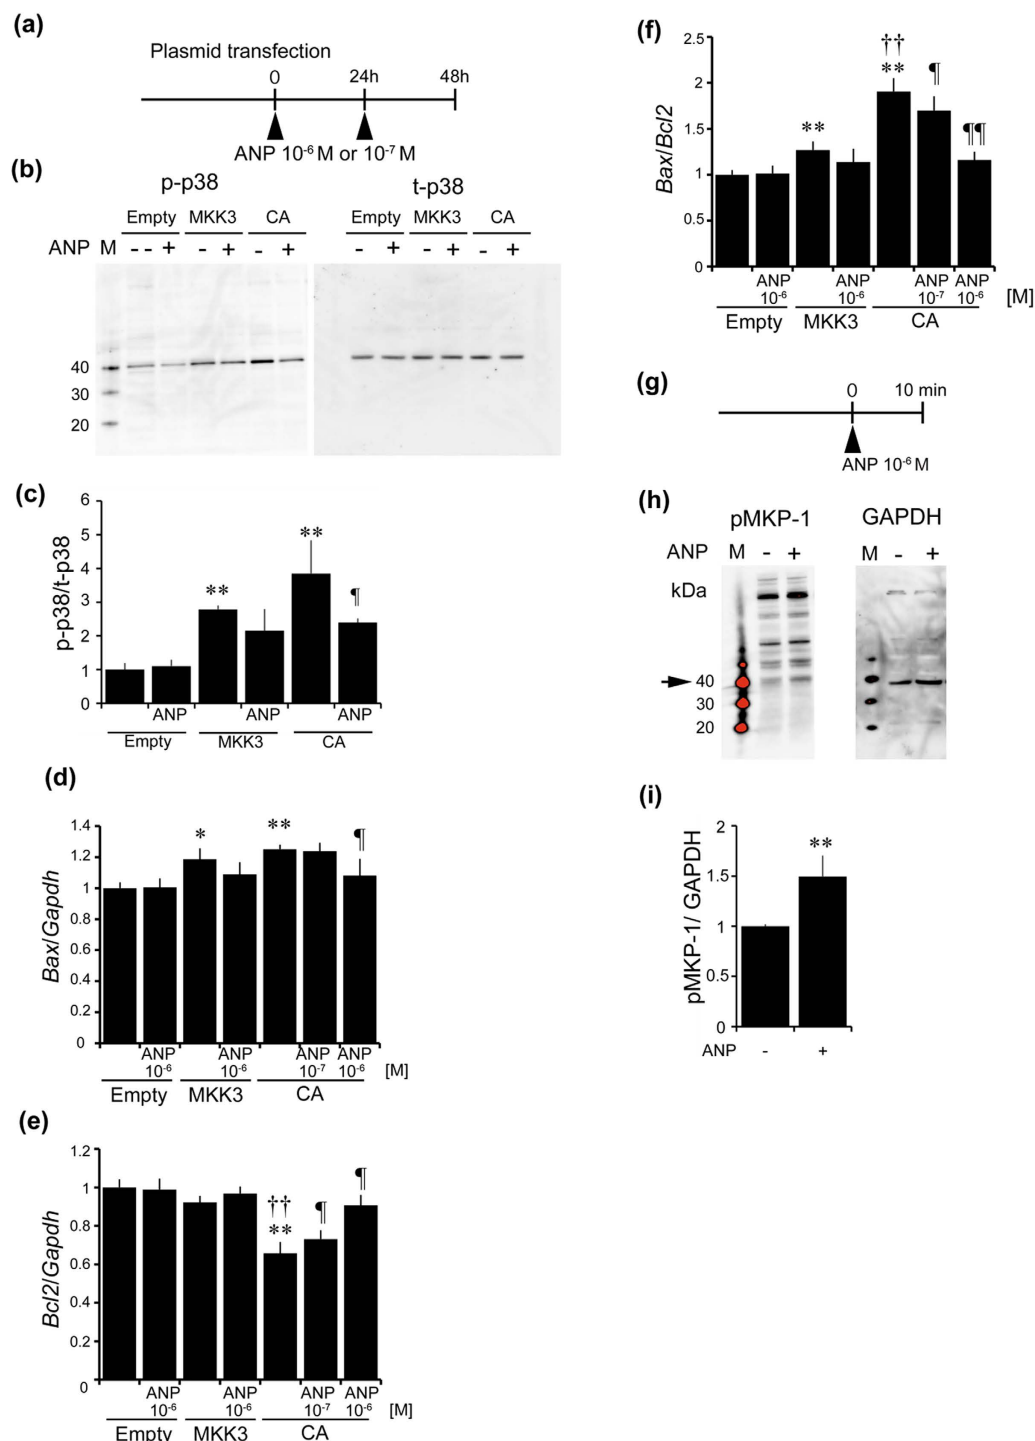 (a)
Plasmid transfection
0 24h 48h
ANP 10-6 M or 10-7 M
(b)
p-p38 t-p38
Empty MKK3 CA Empty MKK3 CA
ANP M - - + - + - + - + - + - +
40
30
20
(c)
p-p38/t-p38
6
5
4
3
2
1
0
** ** ¶
ANP ANP ANP
Empty MKK3 CA
(d)
Bax/Gapdh
1.4
1.2
1
0.8
0.6
0.4
0.2
0
* ** ¶
ANP ANP ANP ANP
10-6 10-6 10-7 10-6 [M]
Empty MKK3 CA
(e)
Bcl2/Gapdh
1.2
1
0.8
0.6
0.4
0.2
0
†† ¶ ¶
**
ANP ANP ANP ANP
10-6 10-6 10-7 10-6 [M]
Empty MKK3 CA
(f)
Bax/Bcl2
2.5
2
1.5
1
0.5
0
††
** ** ¶ ¶¶
ANP ANP ANP ANP
10-6 10-6 10-7 10-6 [M]
Empty MKK3 CA
(g)
0 10 min
ANP 10-6 M
(h)
pMKP-1 GAPDH
ANP M - + M - +
kDa
40
30
20
(i)
pMKP-1/ GAPDH
2
1.5
1
0.5
0
**
ANP - +